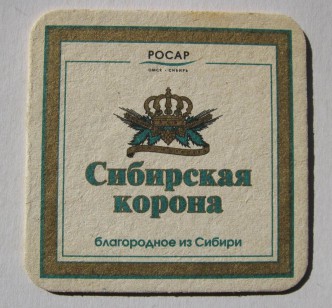 РОСАР
ОМСК - СИБИРЬ
Сибирская
корона
благородное из Сибири